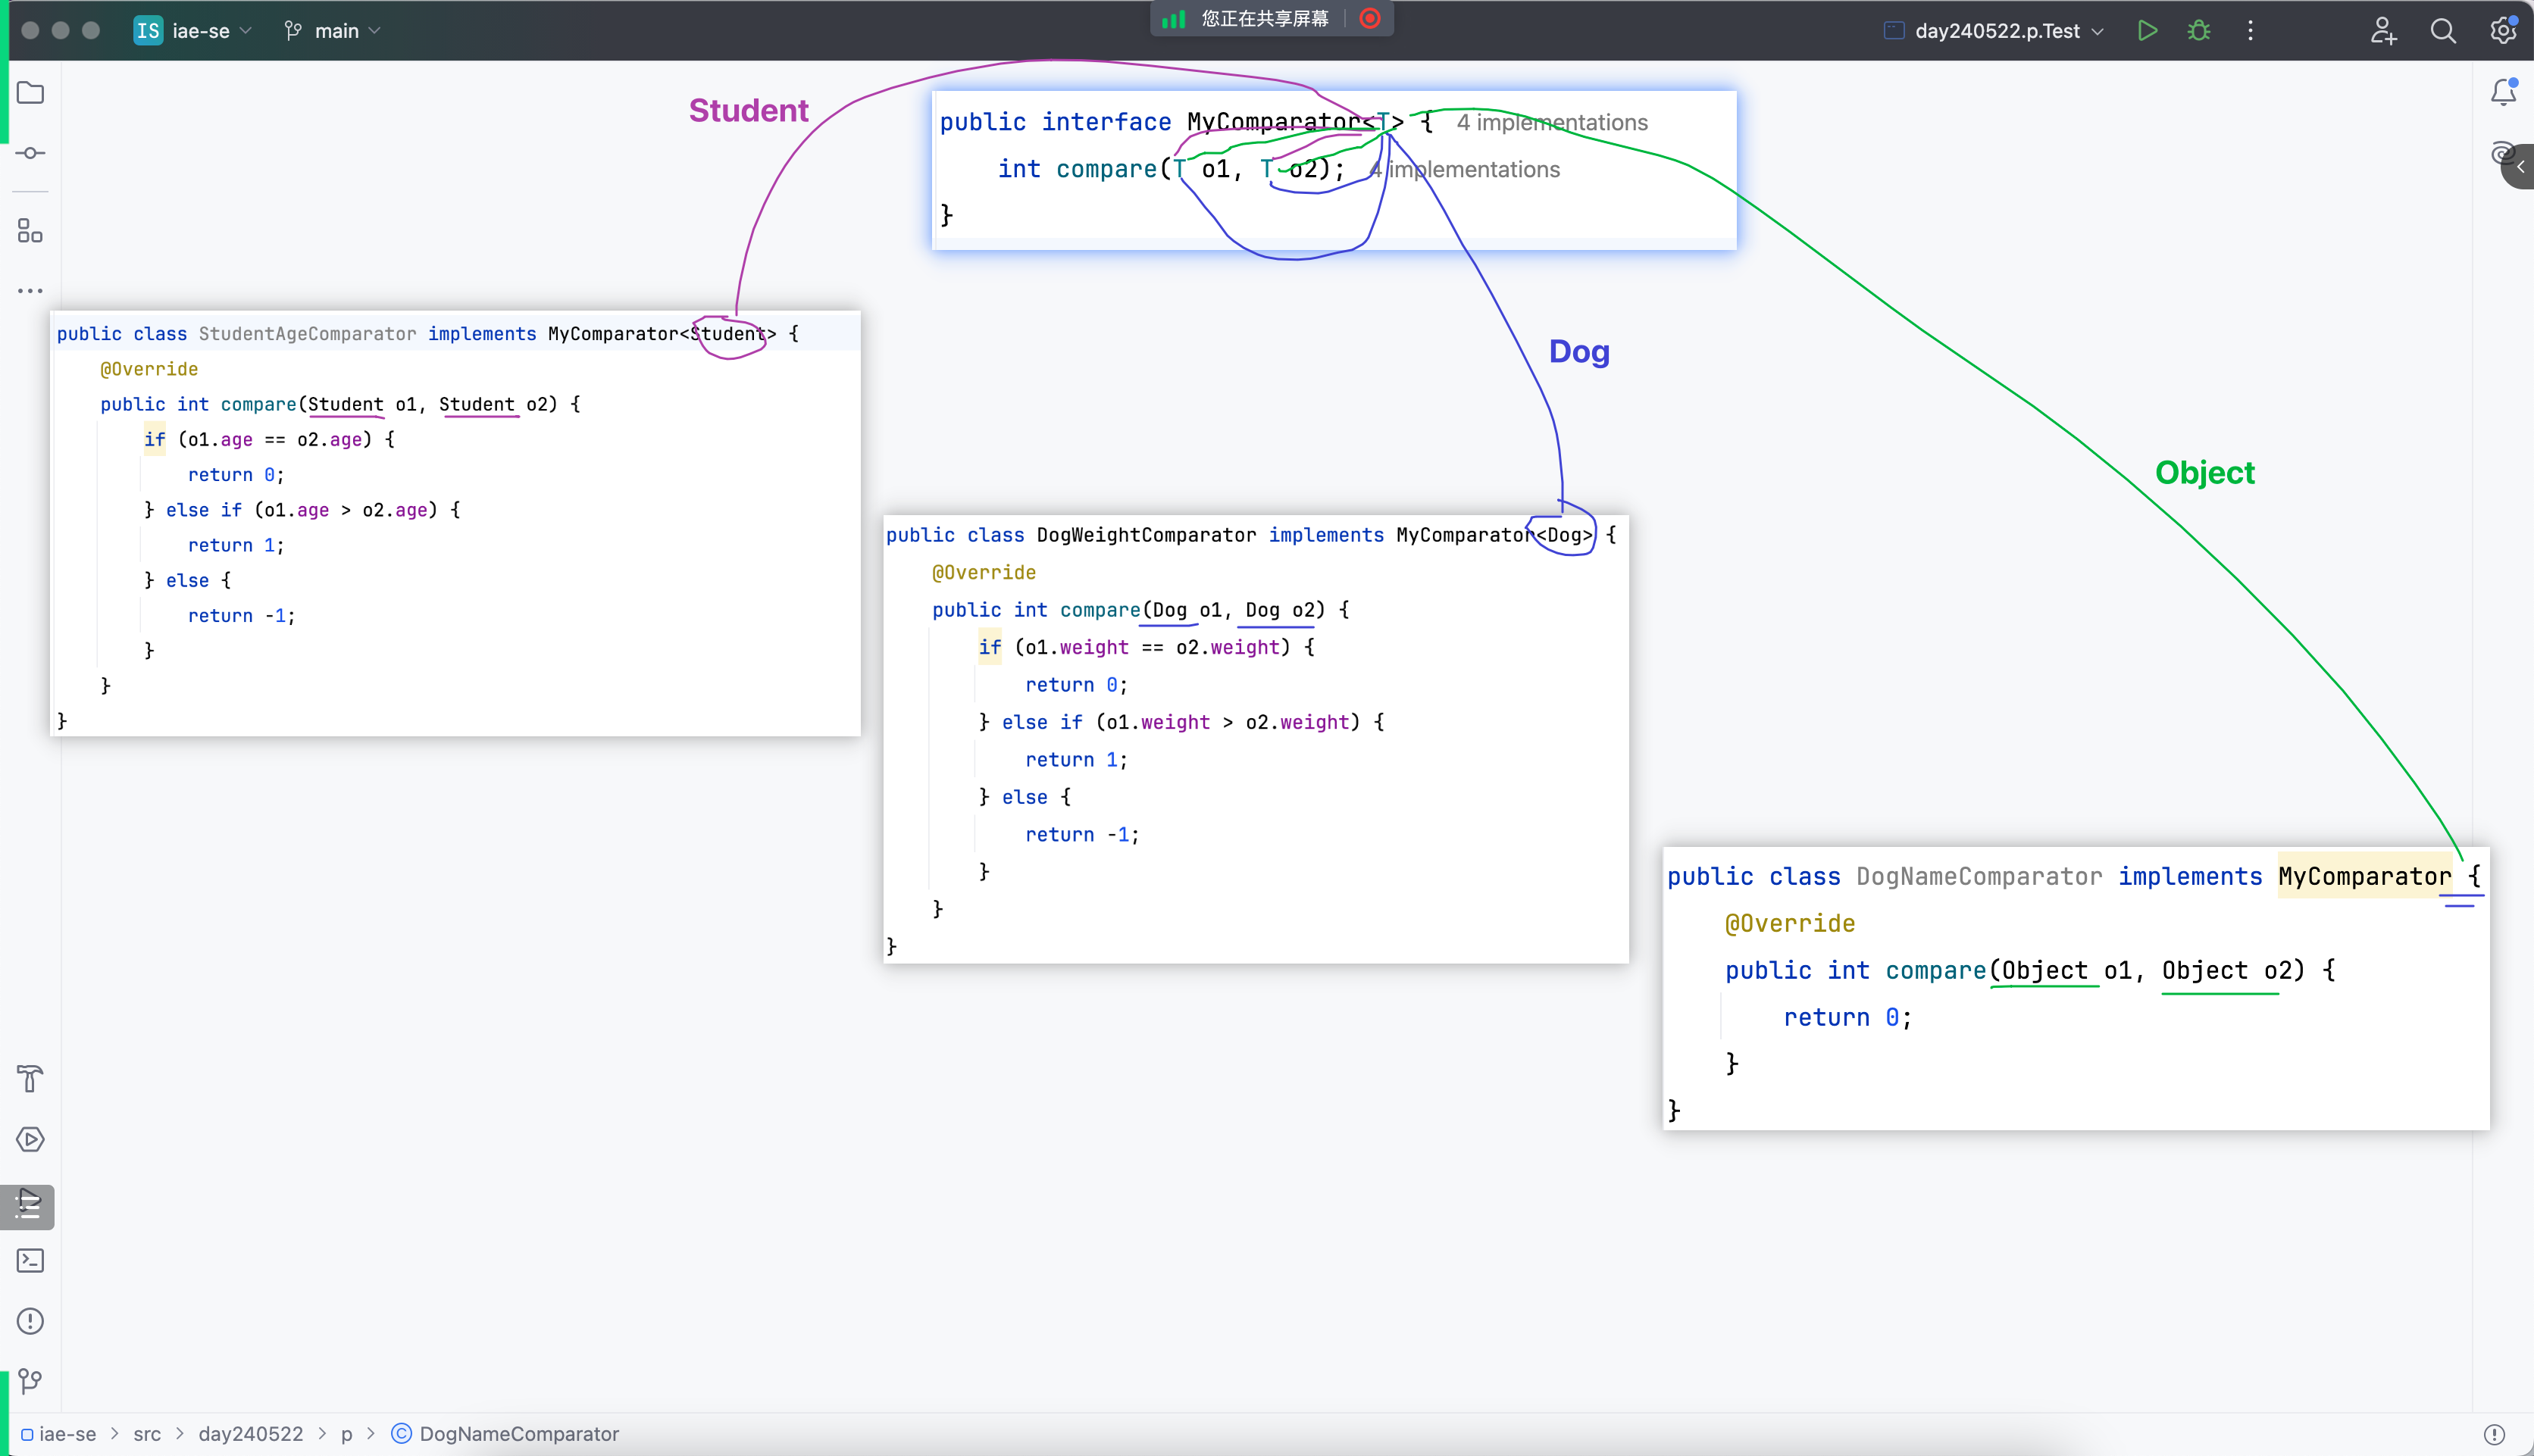 IS iae-se main
您正在共享屏幕
day240522.p.Test
Student
public interface MyComparator<T> { 4 implementations
int compare(T o1, T o2); 4 implementations
}
public class StudentAgeComparator implements MyComparator<Student> {
@Override
public int compare(Student o1, Student o2) {
if (o1.age == o2.age) {
return 0;
} else if (o1.age > o2.age) {
return 1;
} else {
return -1;
}
}
}
Dog
public class DogWeightComparator implements MyComparator<Dog> {
@Override
public int compare(Dog o1, Dog o2) {
if (o1.weight == o2.weight) {
return 0;
} else if (o1.weight > o2.weight) {
return 1;
} else {
return -1;
}
}
}
Object
public class DogNameComparator implements MyComparator {
@Override
public int compare(Object o1, Object o2) {
return 0;
}
}
iae-se > src > day240522 > p > DogNameComparator